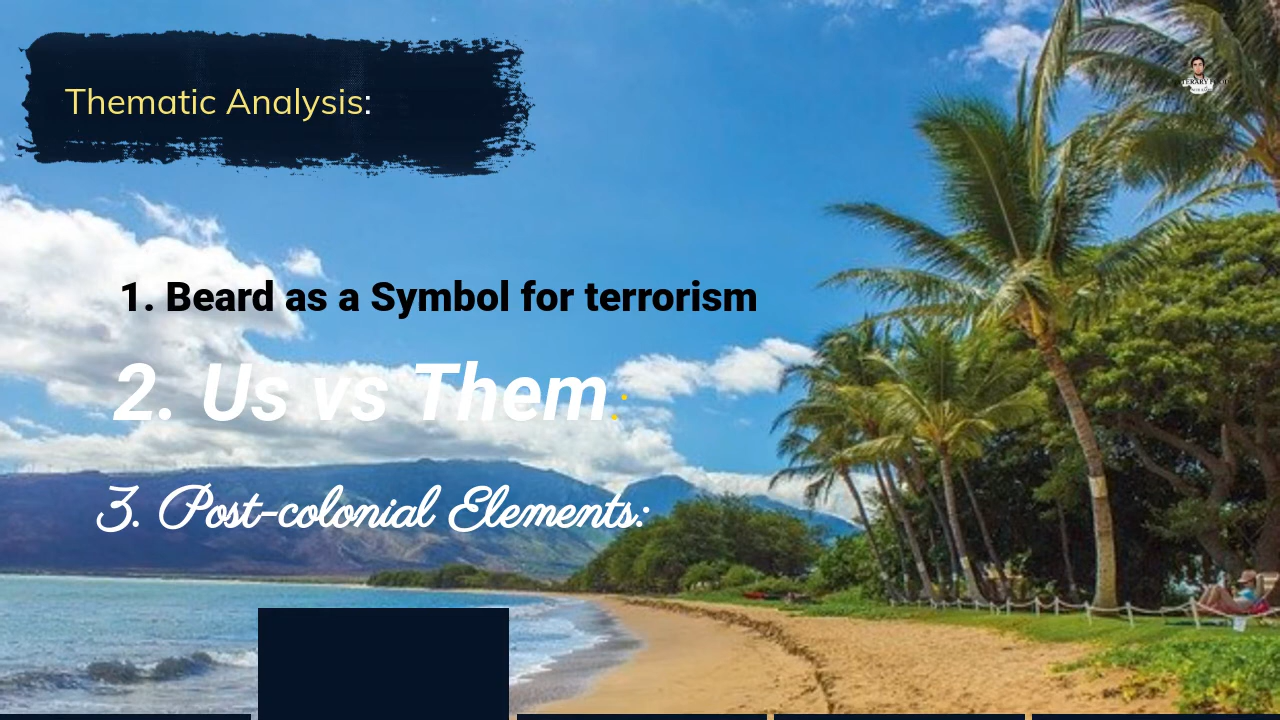 Thematic Analysis:
1. Beard as a Symbol for terrorism
2. Us vs Them:
3. Post-colonial Elements: